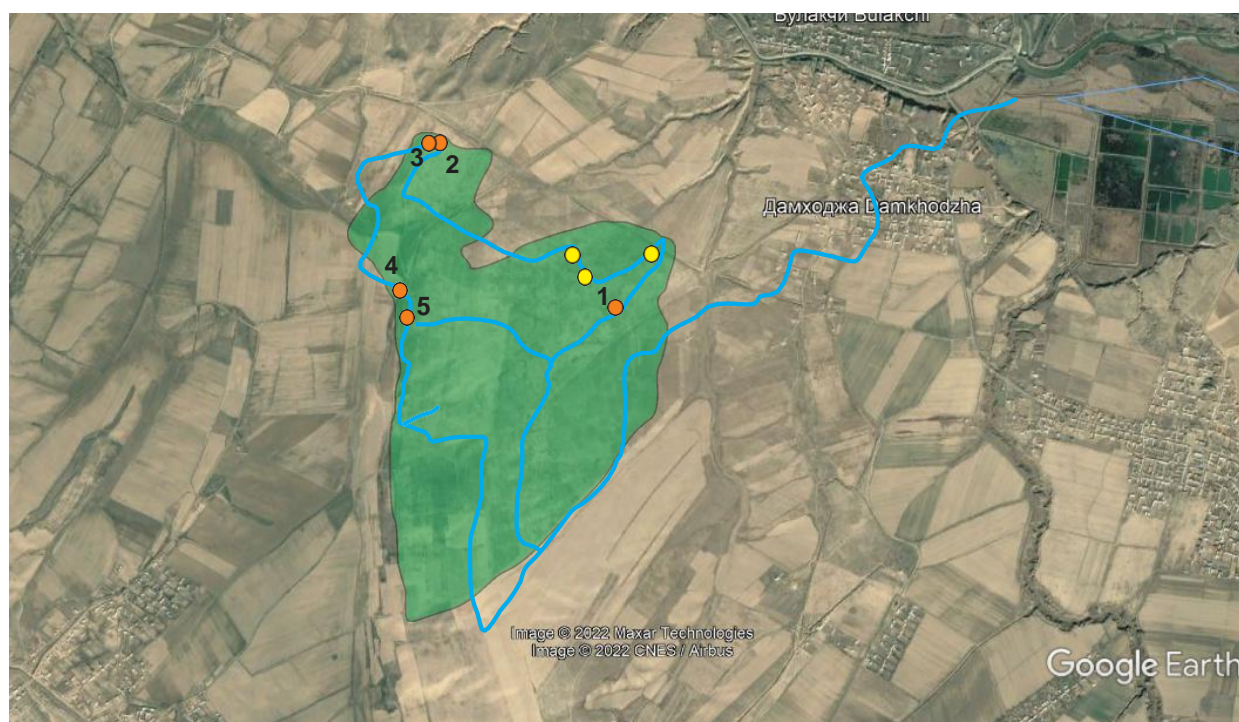 Булакчи Bulakchi
Дамходжа Damkhodzha
3
2
4
1
5
Image © 2022 Maxar Technologies
Image © 2022 CNES / Airbus
Google Earth